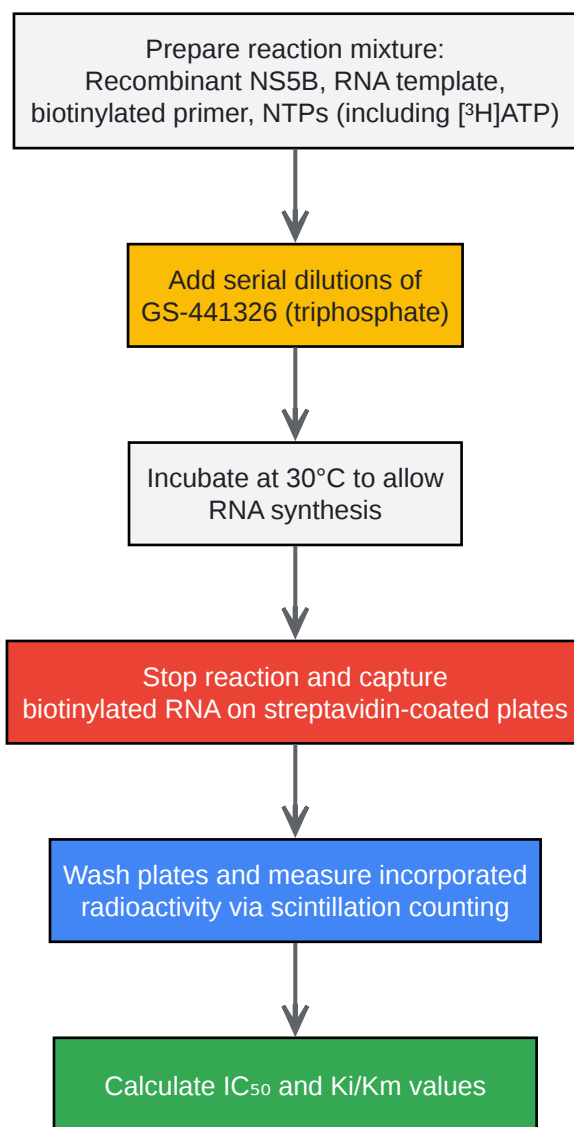 Prepare reaction mixture:
Recombinant NS5B, RNA template,
biotinylated primer, NTPs (including [³H]ATP)
Add serial dilutions of
GS-441326 (triphosphate)
Incubate at 30°C to allow
RNA synthesis
Stop reaction and capture
biotinylated RNA on streptavidin-coated plates
Wash plates and measure incorporated
radioactivity via scintillation counting
Calculate IC₅₀ and Ki/Km values